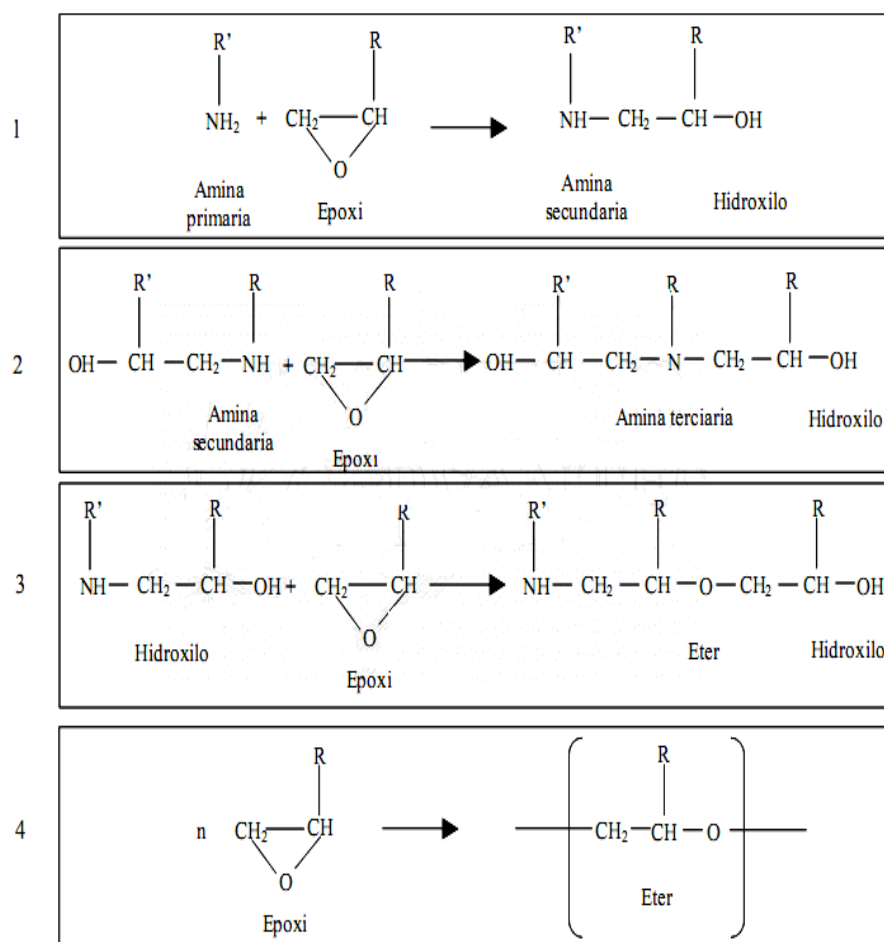 1
R’ R R’ R
NH₂ + CH₂ CH NH CH₂ CH OH
O
Amina primaria Epoxi Amina secundaria Hidroxilo
2
R’ R R R’ R R
OH CH CH₂ NH + CH₂ CH OH CH CH₂ N CH₂ CH OH
O
Amina secundaria Epoxi Amina terciaria Hidroxilo
3
R’ R R R’ R R
NH CH₂ CH OH + CH₂ CH NH CH₂ CH O CH₂ CH OH
O
Hidroxilo Epoxi Eter Hidroxilo
4
R R
n CH₂ CH CH₂ CH O
O
Epoxi Eter